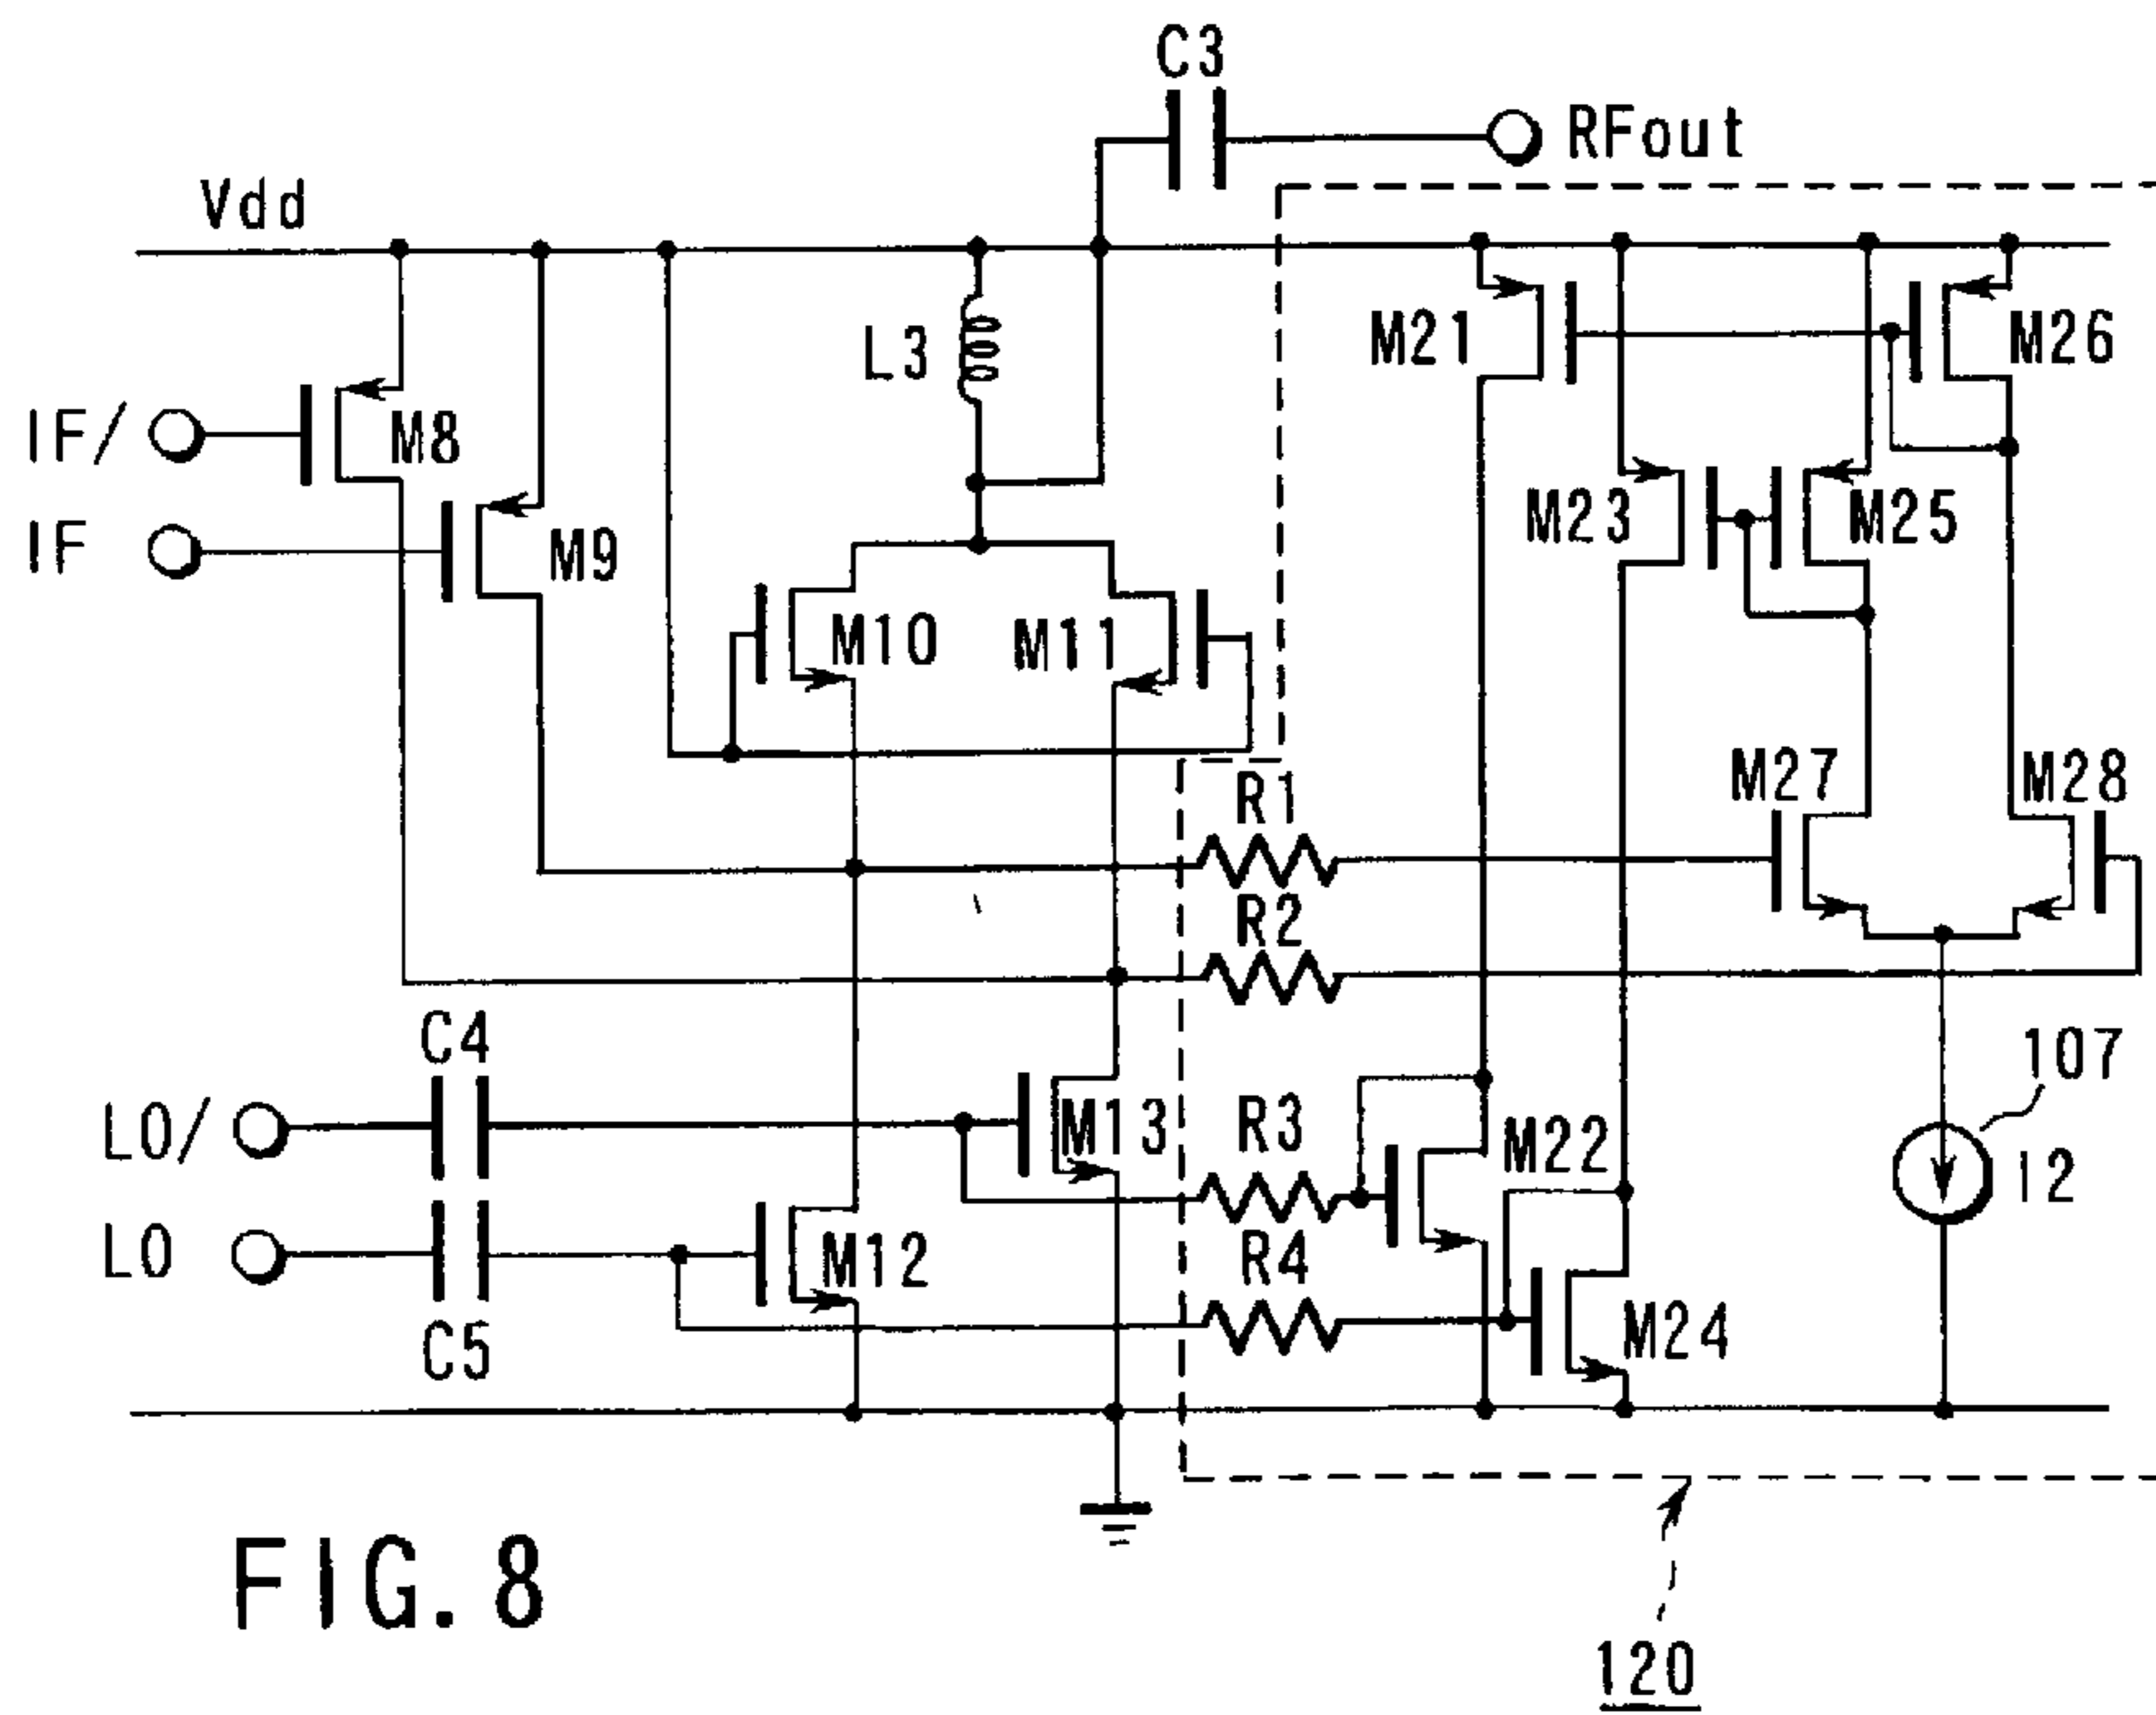 C3
RFout
Vdd
L3
M21
M26
IF/
M8
M23
M25
IF
M9
M10
M11
M27
M28
R1
R2
C4
107
LO/
M13
R3
M22
I2
LO
M12
R4
M24
C5
FIG. 8
120